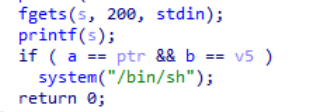 fgets(s, 200, stdin);
printf(s);
if ( a == ptr && b == v5 )
system("/bin/sh");
return 0;